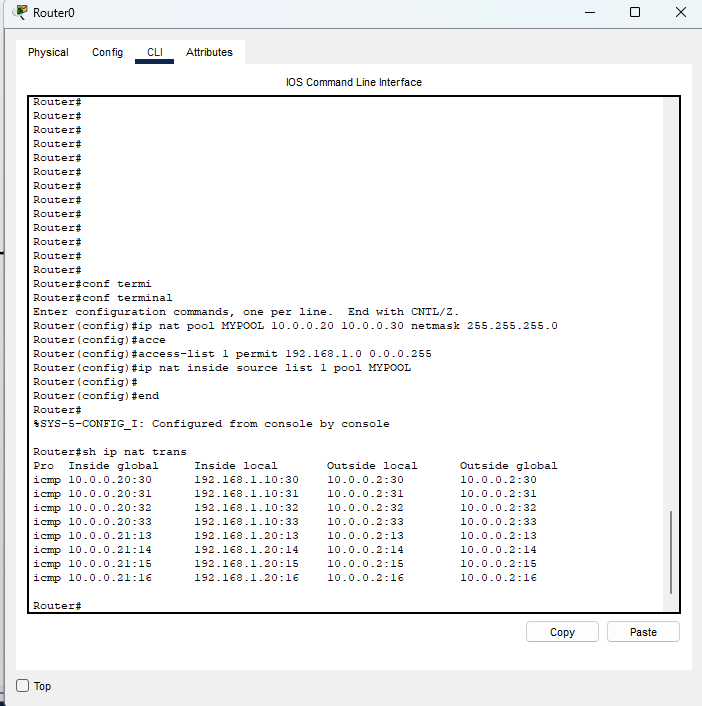 Router0
Physical Config CLI Attributes
IOS Command Line Interface
Router#
Router#
Router#
Router#
Router#
Router#
Router#
Router#
Router#
Router#
Router#
Router#
Router#
Router#conf termi
Router#conf terminal
Enter configuration commands, one per line.  End with CNTL/Z.
Router(config)#ip nat pool MYPOOL 10.0.0.20 10.0.0.30 netmask 255.255.255.0
Router(config)#acce
Router(config)#access-list 1 permit 192.168.1.0 0.0.0.255
Router(config)#ip nat inside source list 1 pool MYPOOL
Router(config)#
Router(config)#end
Router#
%SYS-5-CONFIG_I: Configured from console by console
Router#sh ip nat trans
Pro  Inside global     Inside local       Outside local      Outside global
icmp 10.0.0.20:30      192.168.1.10:30    10.0.0.2:30        10.0.0.2:30
icmp 10.0.0.20:31      192.168.1.10:31    10.0.0.2:31        10.0.0.2:31
icmp 10.0.0.20:32      192.168.1.10:32    10.0.0.2:32        10.0.0.2:32
icmp 10.0.0.20:33      192.168.1.10:33    10.0.0.2:33        10.0.0.2:33
icmp 10.0.0.21:13      192.168.1.20:13    10.0.0.2:13        10.0.0.2:13
icmp 10.0.0.21:14      192.168.1.20:14    10.0.0.2:14        10.0.0.2:14
icmp 10.0.0.21:15      192.168.1.20:15    10.0.0.2:15        10.0.0.2:15
icmp 10.0.0.21:16      192.168.1.20:16    10.0.0.2:16        10.0.0.2:16
Router#
Copy Paste
Top